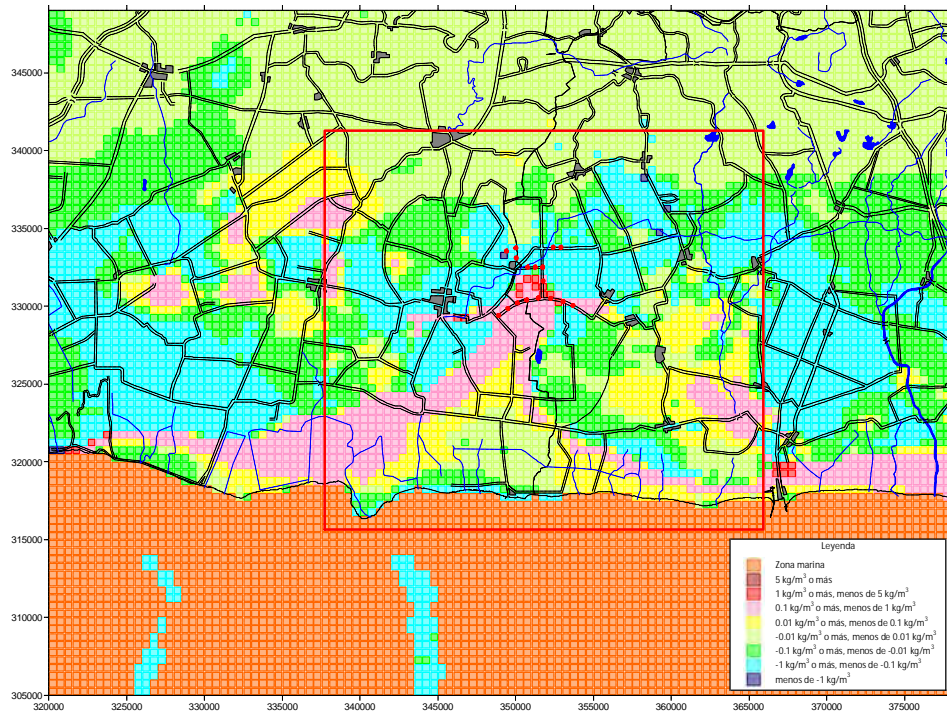 345000
340000
335000
330000
325000
320000
315000
310000
305000
320000 325000 330000 335000 340000 345000 350000 355000 360000 365000 370000 375000
Leyenda
Zona marina
5 kg/m³ o más
1 kg/m³ o más, menos de 5 kg/m³
0.1 kg/m³ o más, menos de 1 kg/m³
0.01 kg/m³ o más, menos de 0.1 kg/m³
-0.01 kg/m³ o más, menos de 0.01 kg/m³
-0.1 kg/m³ o más, menos de -0.01 kg/m³
-1 kg/m³ o más, menos de -0.1 kg/m³
menos de -1 kg/m³